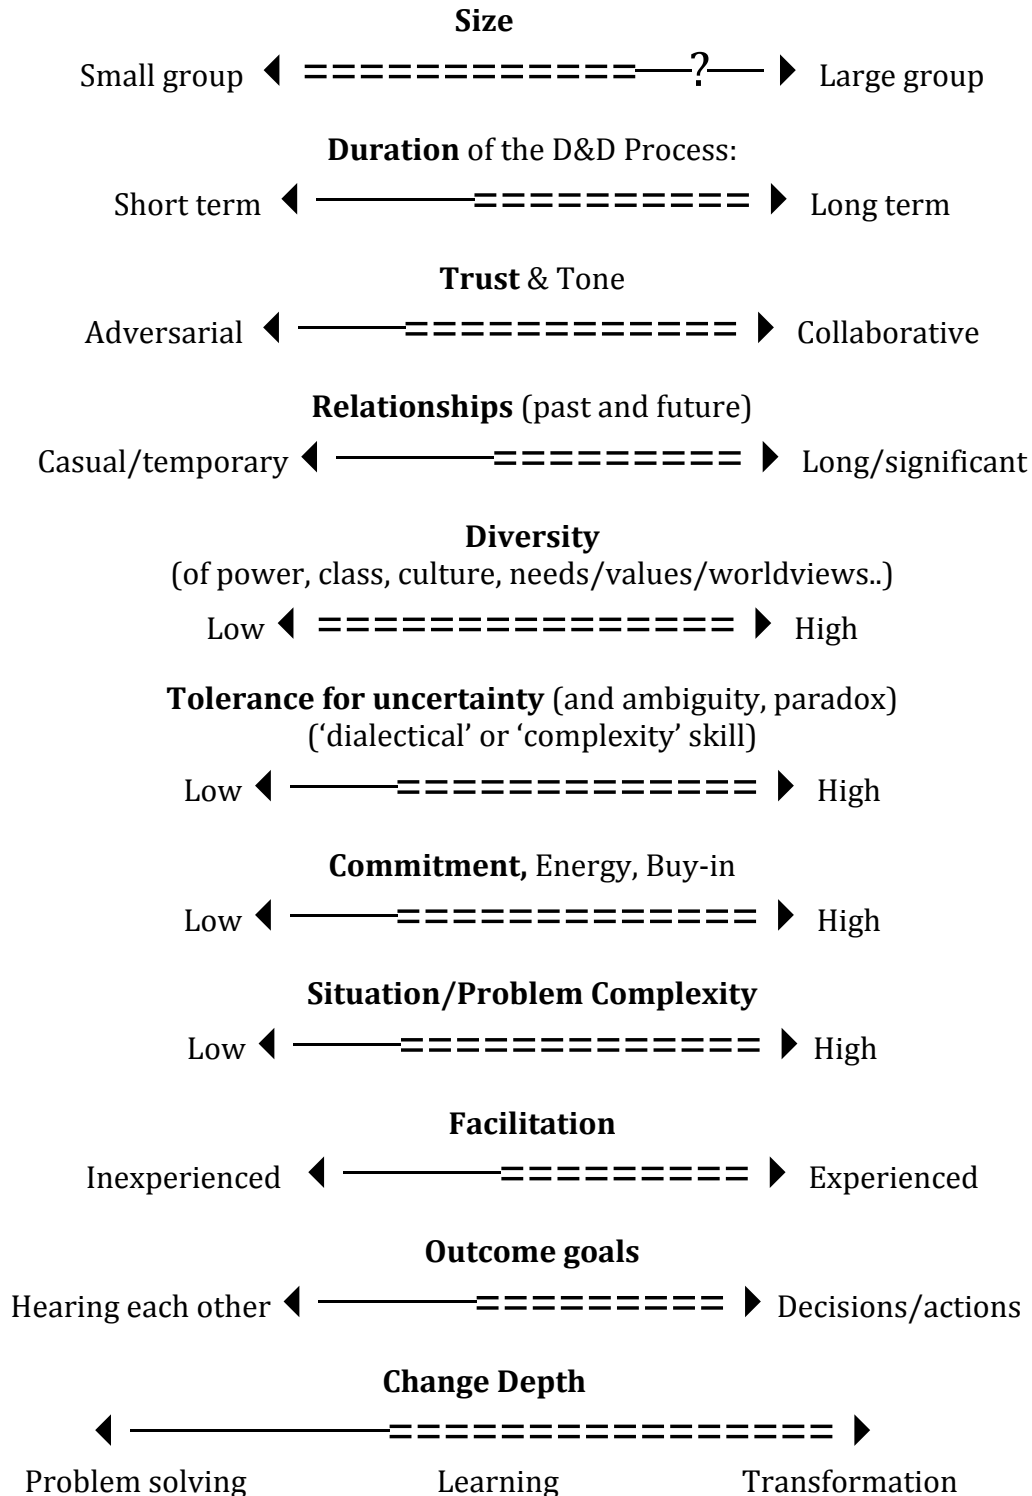 Size
Small group ◀ ============——?—— ▶ Large group
Duration of the D&D Process:
Short term ◀ ———========== ▶ Long term
Trust & Tone
Adversarial ◀ ———============ ▶ Collaborative
Relationships (past and future)
Casual/temporary ◀ ———========= ▶ Long/significant
Diversity
(of power, class, culture, needs/values/worldviews..)
Low ◀ =============== ▶ High
Tolerance for uncertainty (and ambiguity, paradox)
(‘dialectical’ or ‘complexity’ skill)
Low ◀ ———============= ▶ High
Commitment, Energy, Buy-in
Low ◀ ———============= ▶ High
Situation/Problem Complexity
Low ◀ ———============= ▶ High
Facilitation
Inexperienced ◀ ———========= ▶ Experienced
Outcome goals
Hearing each other ◀ ———========= ▶ Decisions/actions
Change Depth
◀ ———================ ▶
Problem solving Learning Transformation